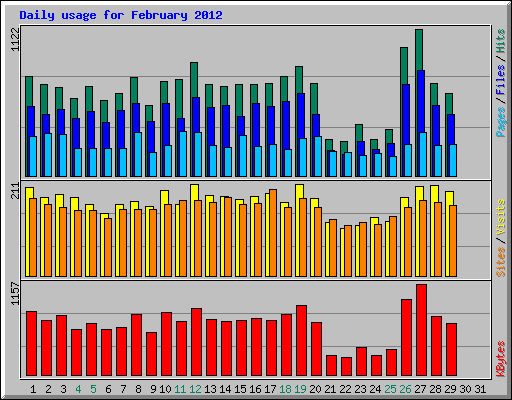 Daily usage for February 2012
1122
Pages / Files / Hits
211
Sites / Visits
1157
KBytes
1 2 3 4 5 6 7 8 9 10 11 12 13 14 15 16 17 18 19 20 21 22 23 24 25 26 27 28 29 30 31